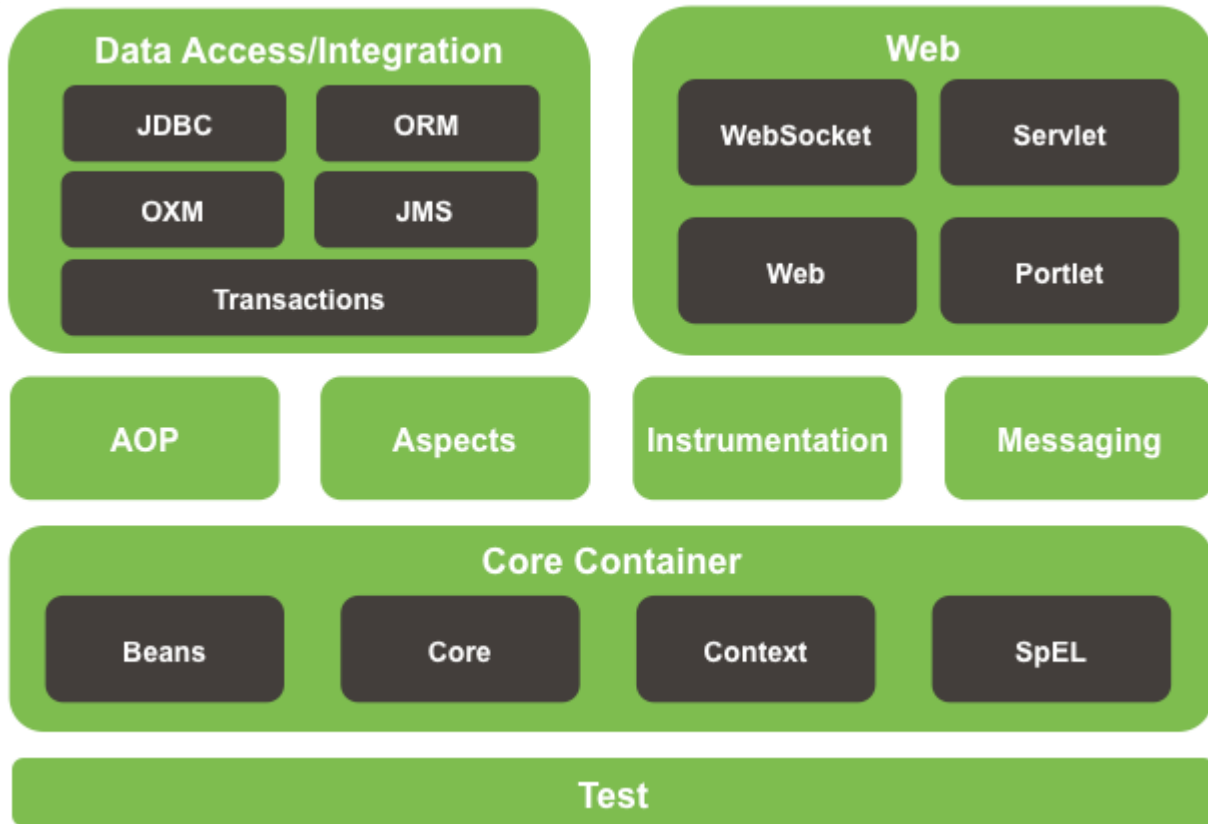 Data Access/Integration
JDBC
ORM
OXM
JMS
Transactions
Web
WebSocket
Servlet
Web
Portlet
AOP
Aspects
Instrumentation
Messaging
Core Container
Beans
Core
Context
SpEL
Test